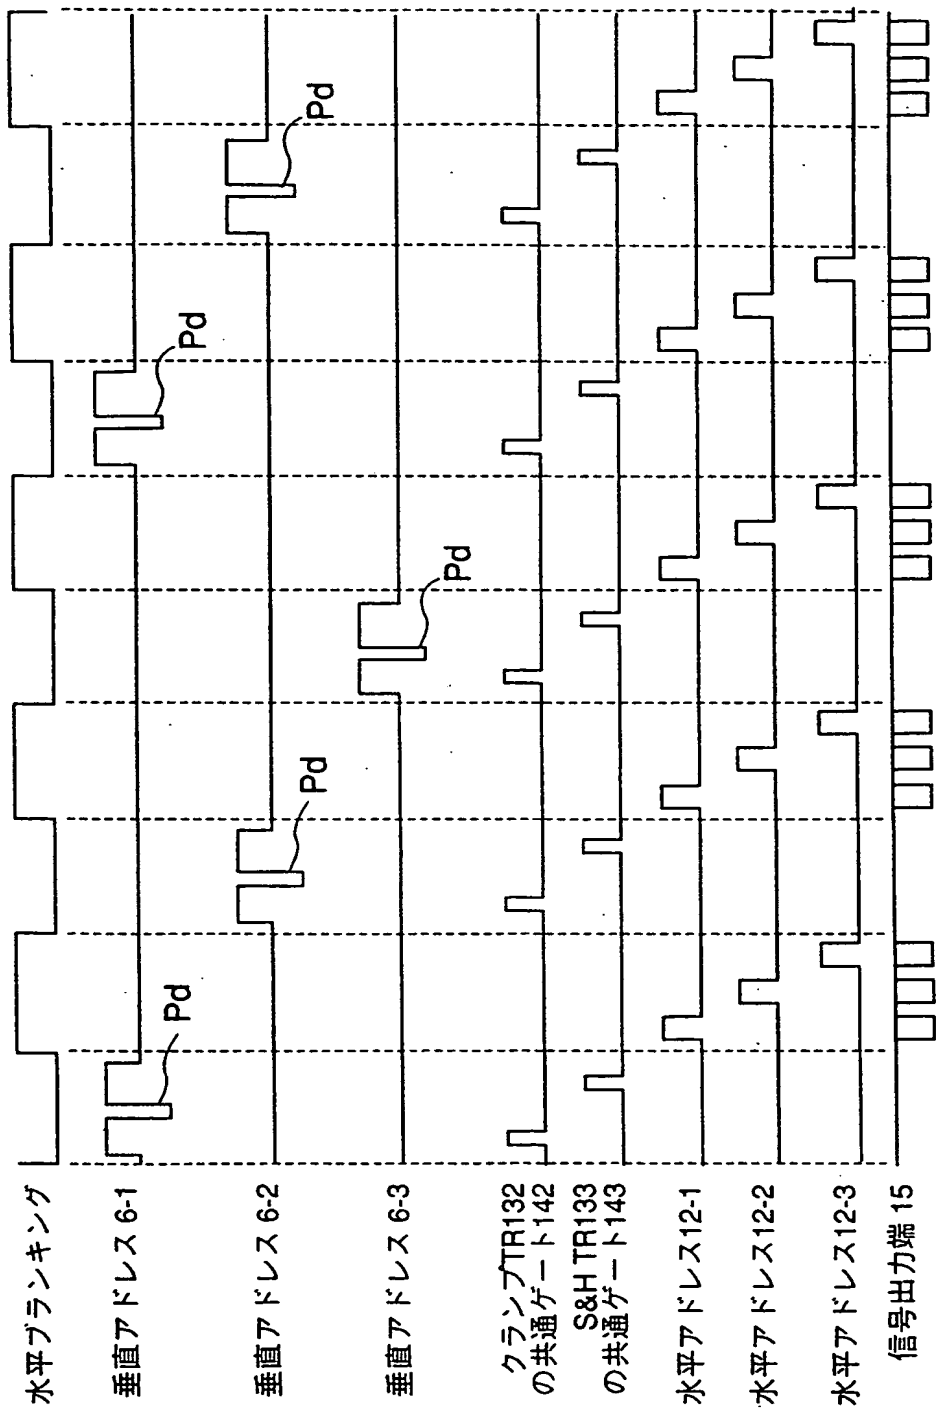 水平ブランキング
垂直アドレス 6-1
Pd
Pd
垂直アドレス 6-2
Pd
Pd
垂直アドレス 6-3
Pd
クランプTR132
の共通ゲート142
S&H TR133
の共通ゲート143
水平アドレス12-1
水平アドレス12-2
水平アドレス12-3
信号出力端 15